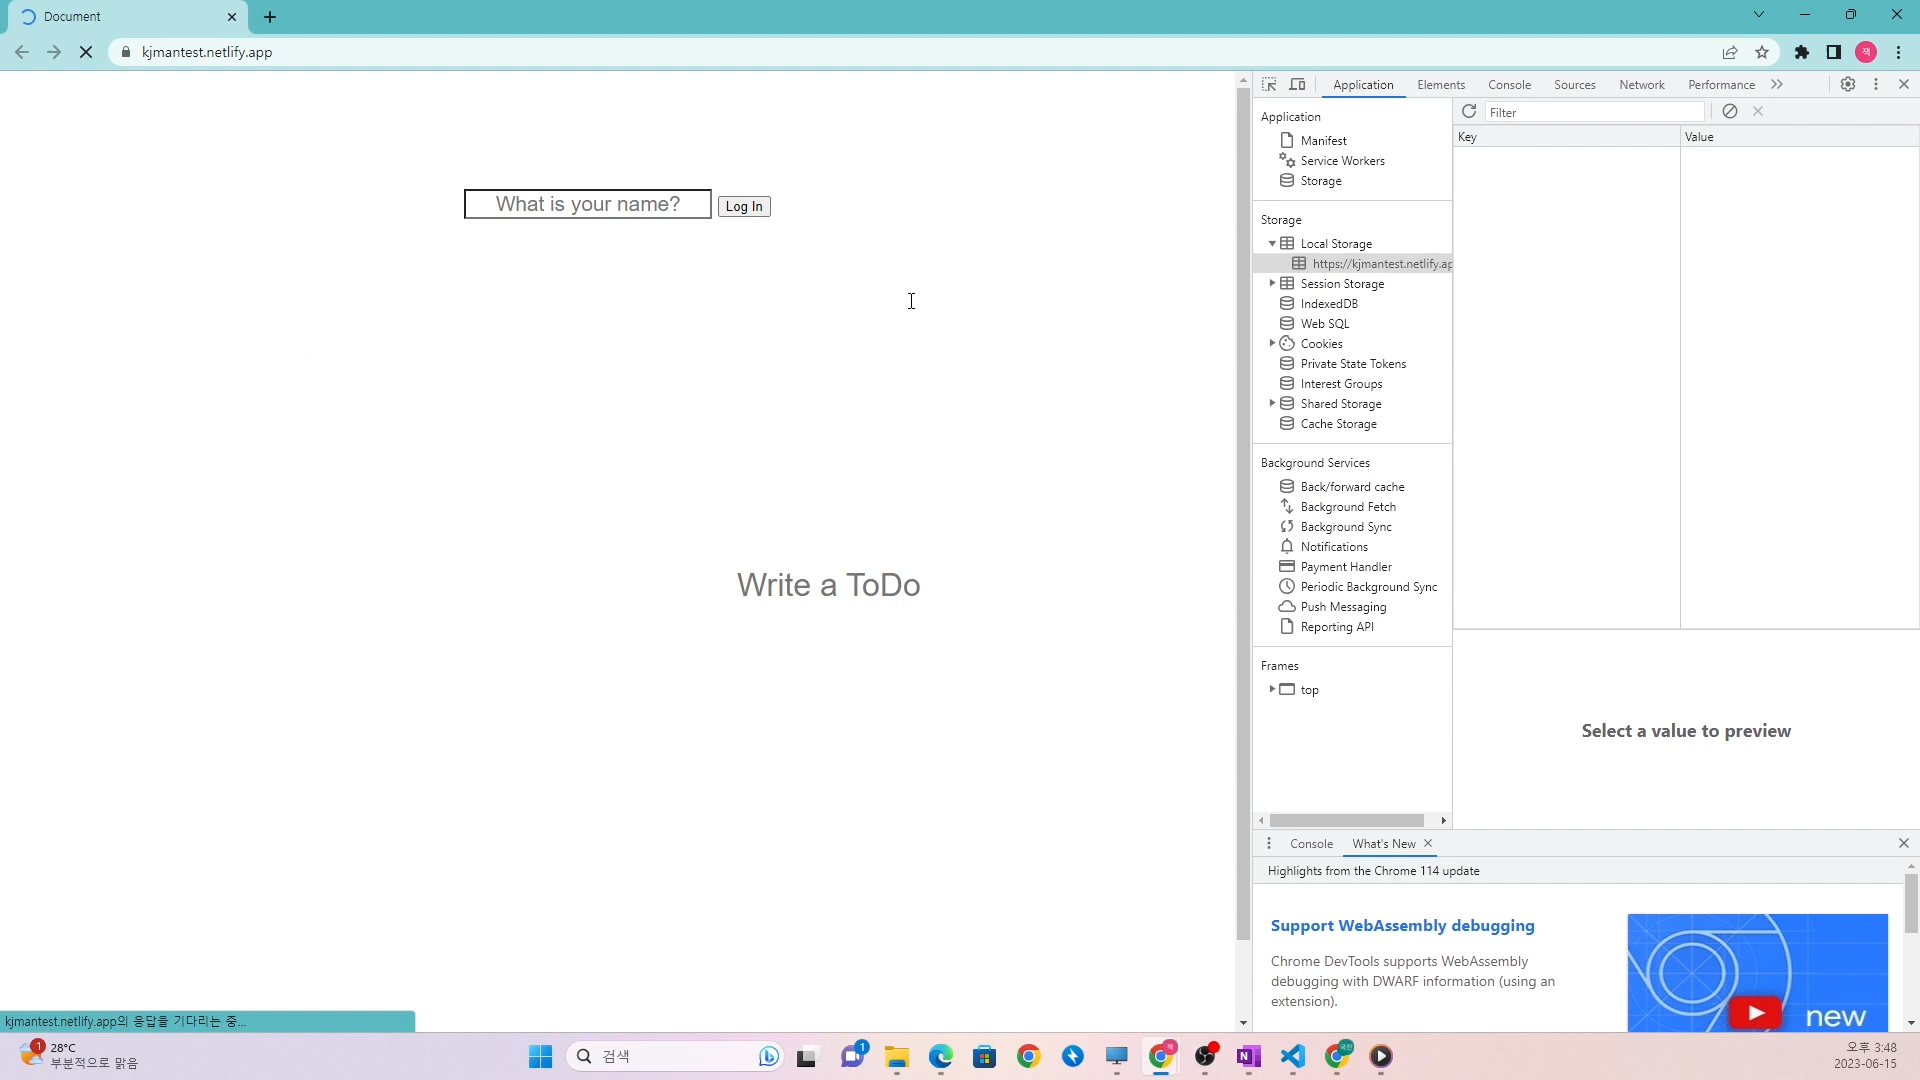 Document
kjmantest.netlify.app
책
What is your name?
Log In
Write a ToDo
kjmantest.netlify.app의 응답을 기다리는 중...
Application
Elements
Console
Sources
Network
Performance
Application
Manifest
Service Workers
Storage
Storage
Local Storage
https://kjmantest.netlify.ap
Session Storage
IndexedDB
Web SQL
Cookies
Private State Tokens
Interest Groups
Shared Storage
Cache Storage
Background Services
Back/forward cache
Background Fetch
Background Sync
Notifications
Payment Handler
Periodic Background Sync
Push Messaging
Reporting API
Frames
top
Filter
Key
Value
Select a value to preview
Console
What's New
Highlights from the Chrome 114 update
Support WebAssembly debugging
Chrome DevTools supports WebAssembly
debugging with DWARF information (using an
extension).
new
1
28°C
부분적으로 맑음
검색
1
N
오후 3:48
2023-06-15